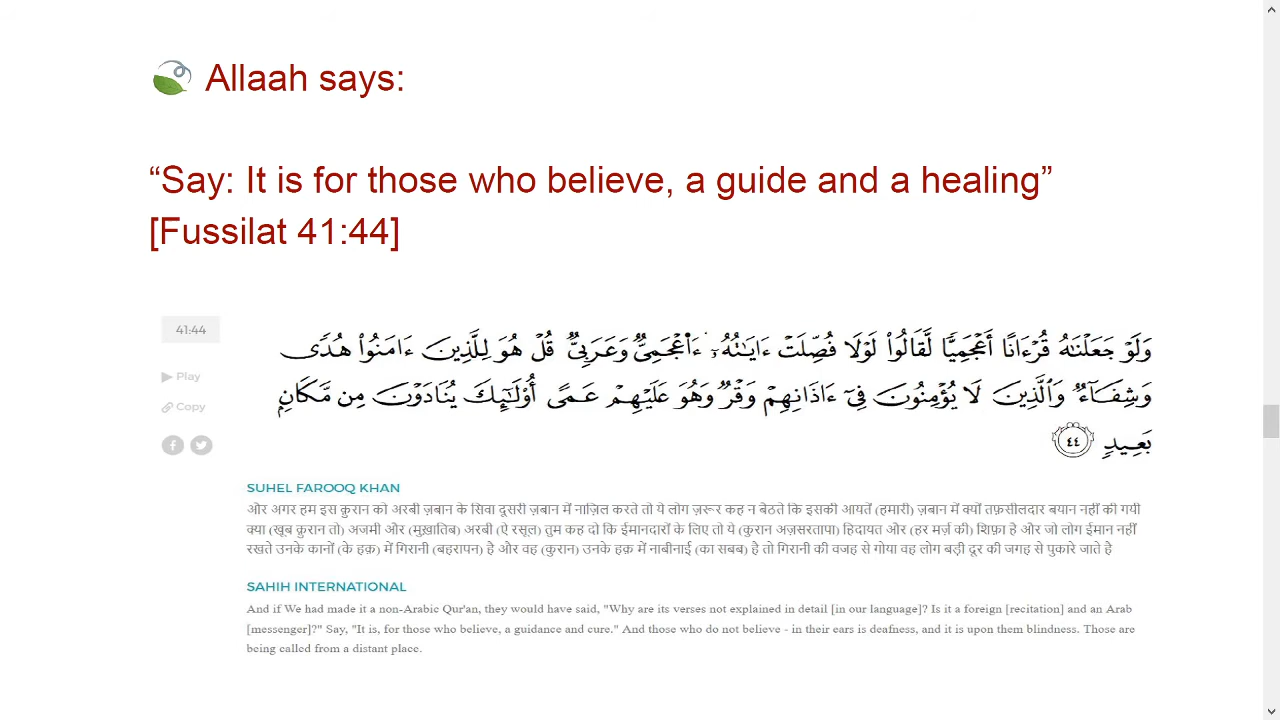 Allaah says:
“Say: It is for those who believe, a guide and a healing”
[Fussilat 41:44]
41:44
Play
Copy
وَلَوْ جَعَلْنَٰهُ قُرْءَانًا أَعْجَمِيًّا لَّقَالُوا۟ لَوْلَا فُصِّلَتْ ءَايَٰتُهُۥٓ ءَا۬عْجَمِىٌّ وَعَرَبِىٌّ قُلْ هُوَ لِلَّذِينَ ءَامَنُوا۟ هُدًى
وَشِفَآءٌ وَٱلَّذِينَ لَا يُؤْمِنُونَ فِىٓ ءَاذَانِهِمْ وَقْرٌ وَهُوَ عَلَيْهِمْ عَمًى أُو۟لَٰٓئِكَ يُنَادَوْنَ مِن مَّكَانٍۭ
بَعِيدٍ ٤٤
SUHEL FAROOQ KHAN
और अगर हम इस क़ुरान को अरबी ज़बान के सिवा दूसरी ज़बान में नाज़िल करते तो ये लोग ज़रूर कह न बैठते कि इसकी आयतें (हमारी) ज़बान में क्यों तफ़सीलदार बयान नहीं की गयी
क्या (खूब क़ुरान तो) अजमी और (मुख़ातिब) अरबी (ऐ रसूल) तुम कह दो कि ईमानदारों के लिए तो ये (कुरान अज़सरतापा) हिदायत और (हर मर्ज़ की) शिफ़ा है और जो लोग ईमान नहीं
रखते उनके कानों (के हक़) में गिरानी (बहरापन) है और वह (कुरान) उनके हक़ में नाबीनाई (का सबब) है तो गिरानी की वजह से गोया वह लोग बड़ी दूर की जगह से पुकारे जाते है
SAHIH INTERNATIONAL
And if We had made it a non-Arabic Qur'an, they would have said, "Why are its verses not explained in detail [in our language]? Is it a foreign [recitation] and an Arab
[messenger]?" Say, "It is, for those who believe, a guidance and cure." And those who do not believe - in their ears is deafness, and it is upon them blindness. Those are
being called from a distant place.